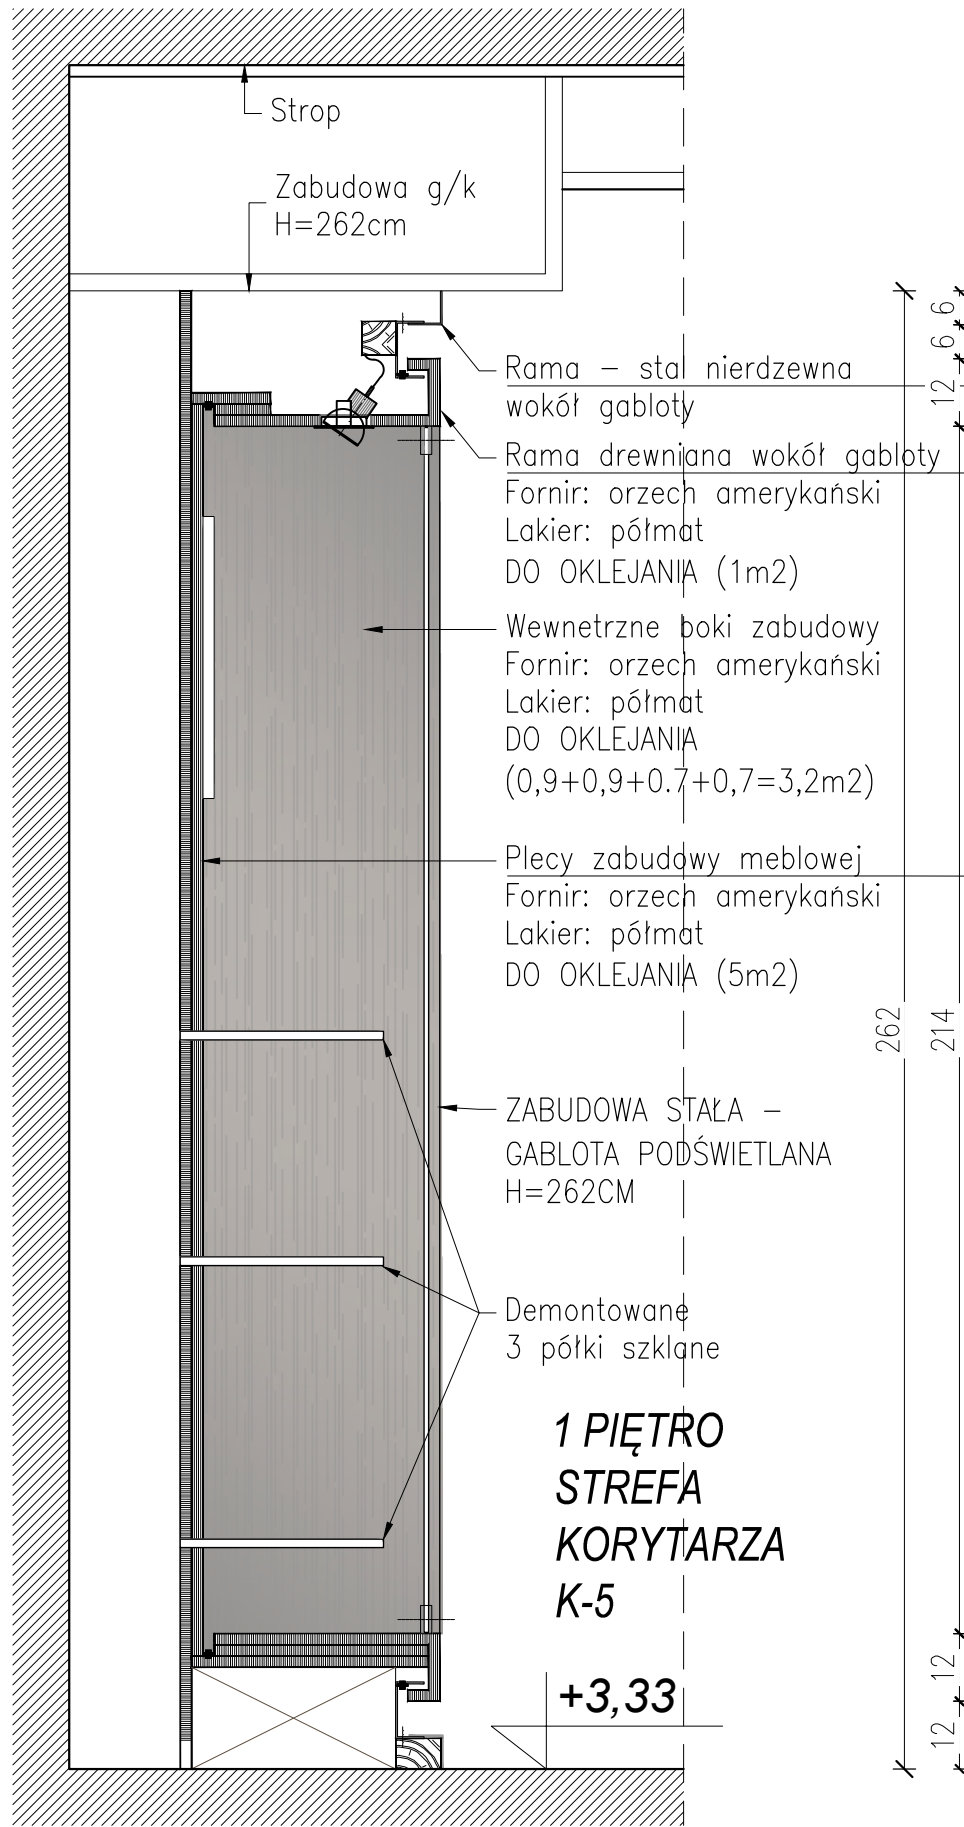 Strop
Zabudowa g/k
H=262cm
Rama – stal nierdzewna
wokół gabloty
Rama drewniana wokół gabloty
Fornir: orzech amerykański
Lakier: półmat
DO OKLEJANIA (1m2)
Wewnetrzne boki zabudowy
Fornir: orzech amerykański
Lakier: półmat
DO OKLEJANIA
(0,9+0,9+0.7+0,7=3,2m2)
Plecy zabudowy meblowej
Fornir: orzech amerykański
Lakier: półmat
DO OKLEJANIA (5m2)
ZABUDOWA STAŁA –
GABLOTA PODŚWIETLANA
H=262CM
Demontowane
3 półki szklane
1 PIĘTRO
STREFA
KORYTARZA
K-5
+3,33
262
6
6
12
214
12
12